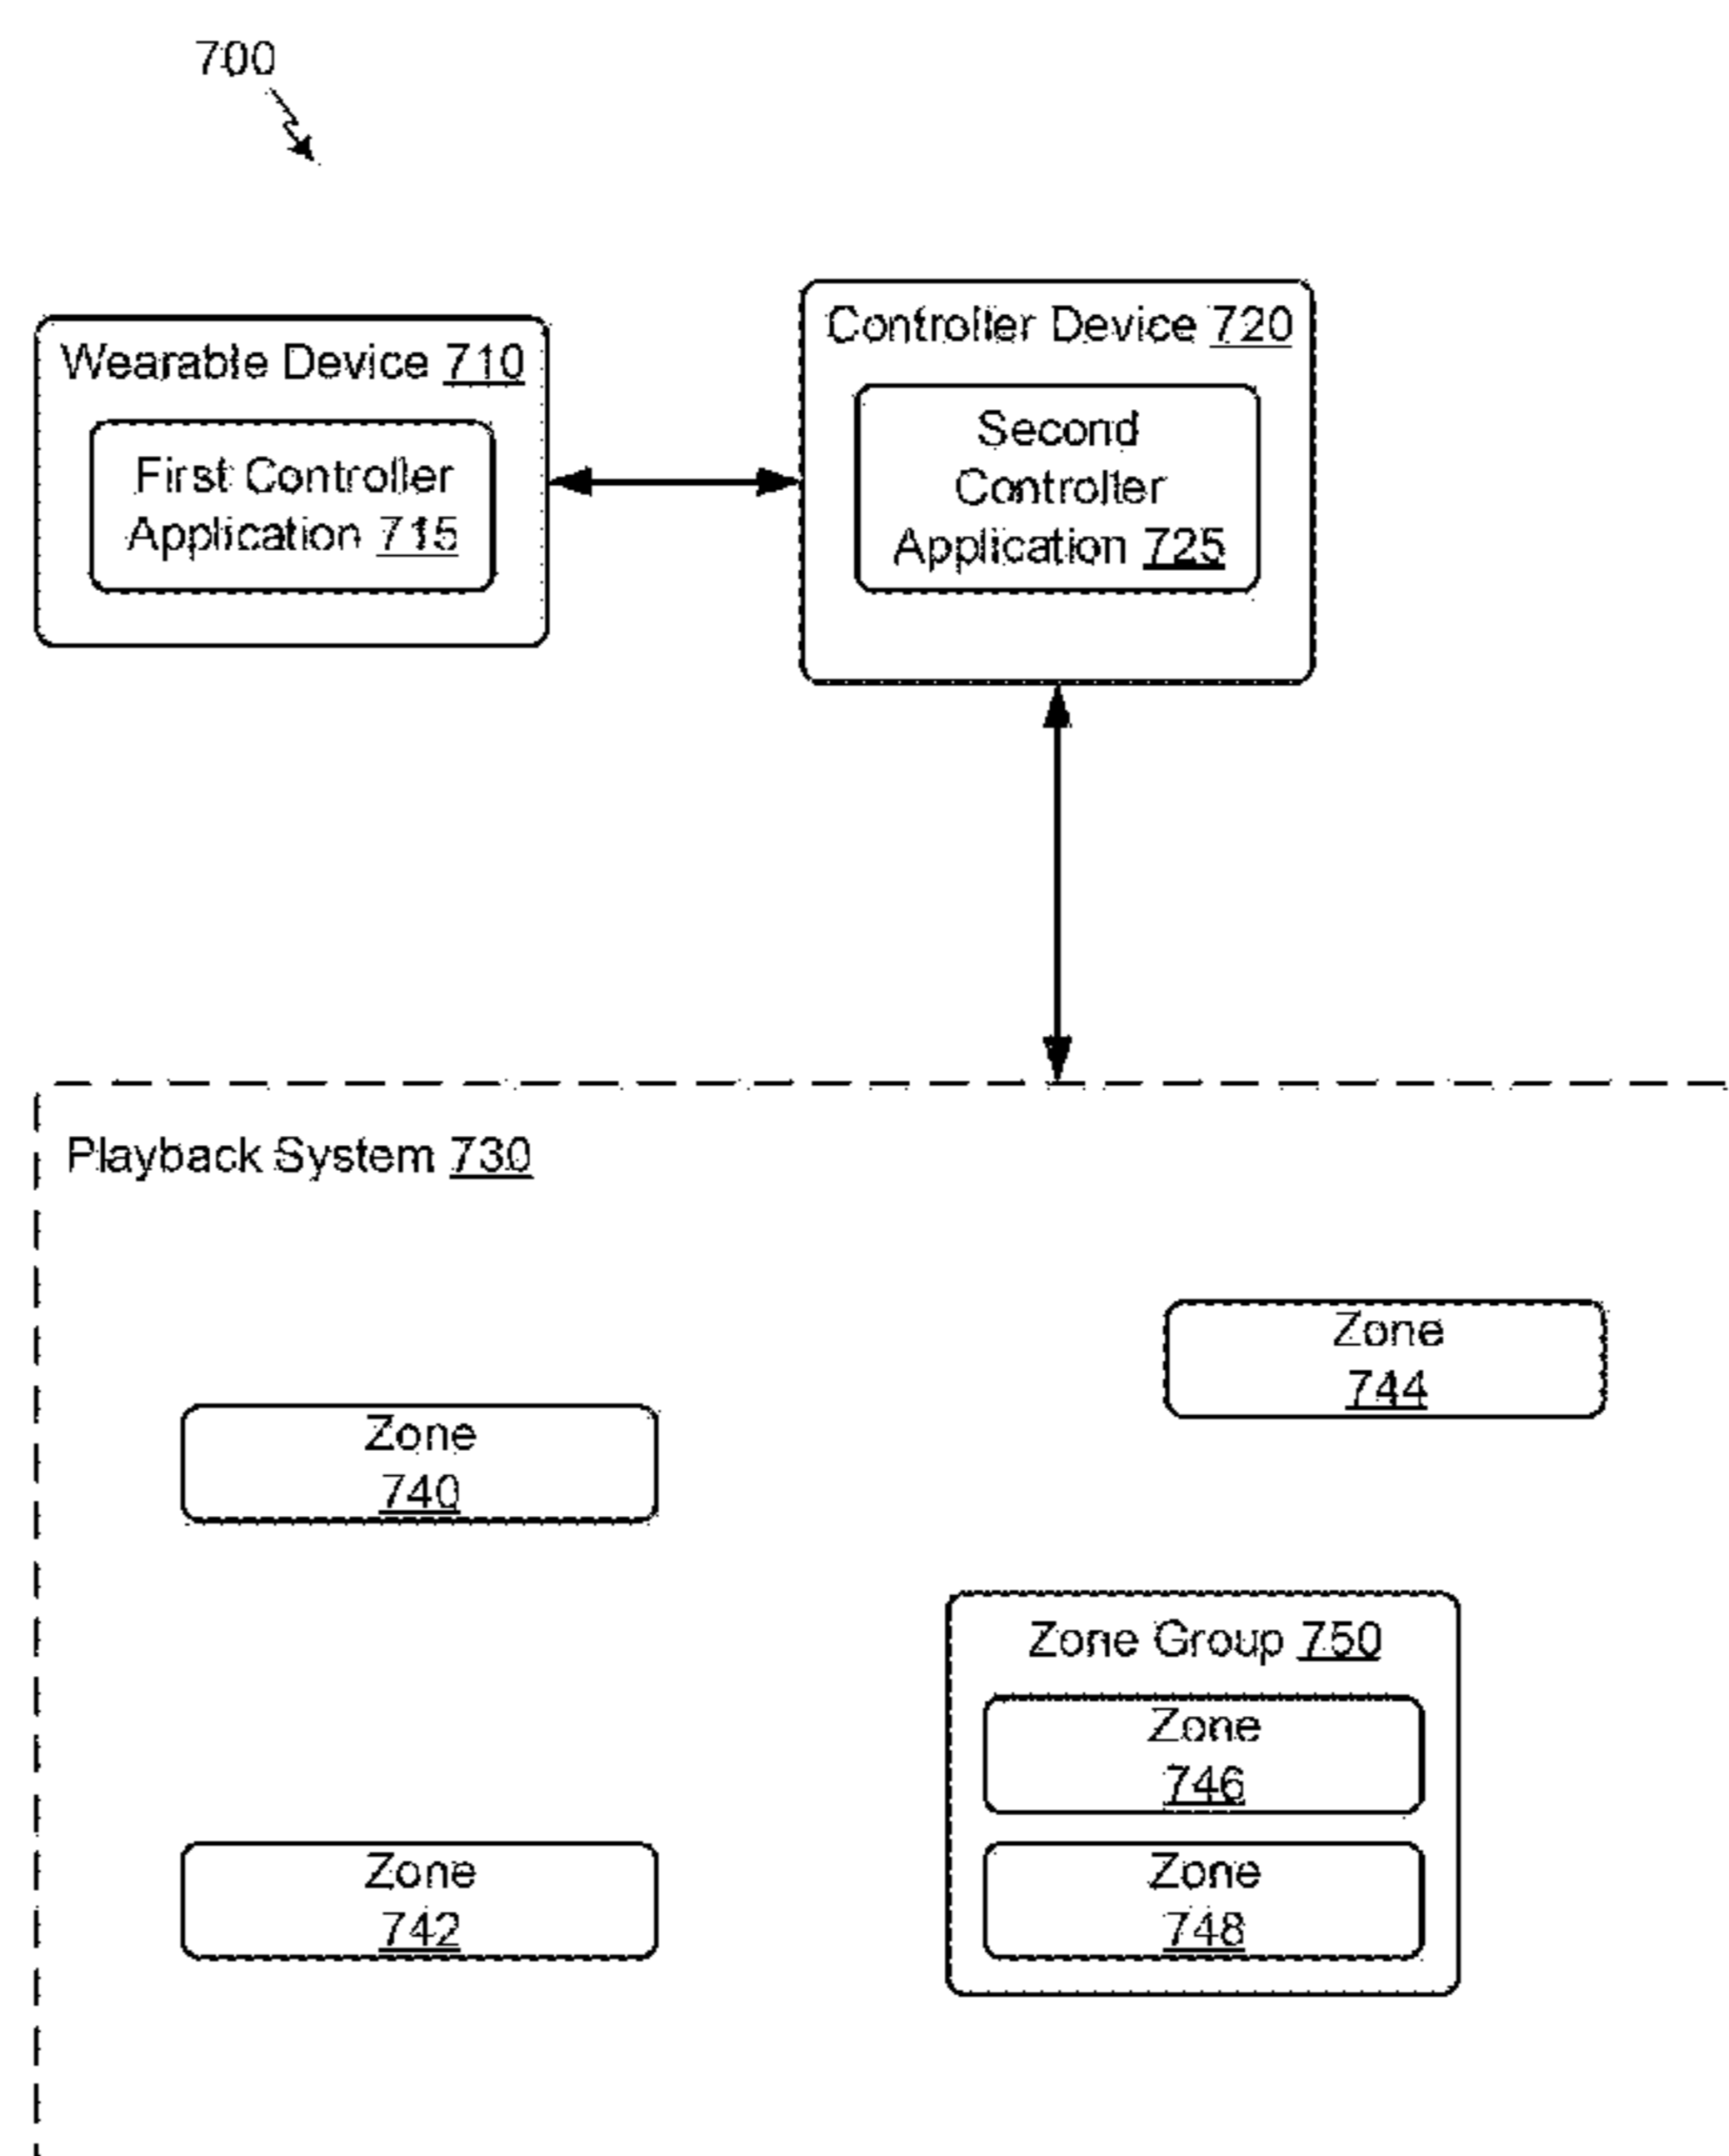 700
Wearable Device 710
First Controller
Application 715
Controller Device 720
Second
Controller
Application 725
Playback System 730
Zone
744
Zone
740
Zone Group 750
Zone
746
Zone
748
Zone
742